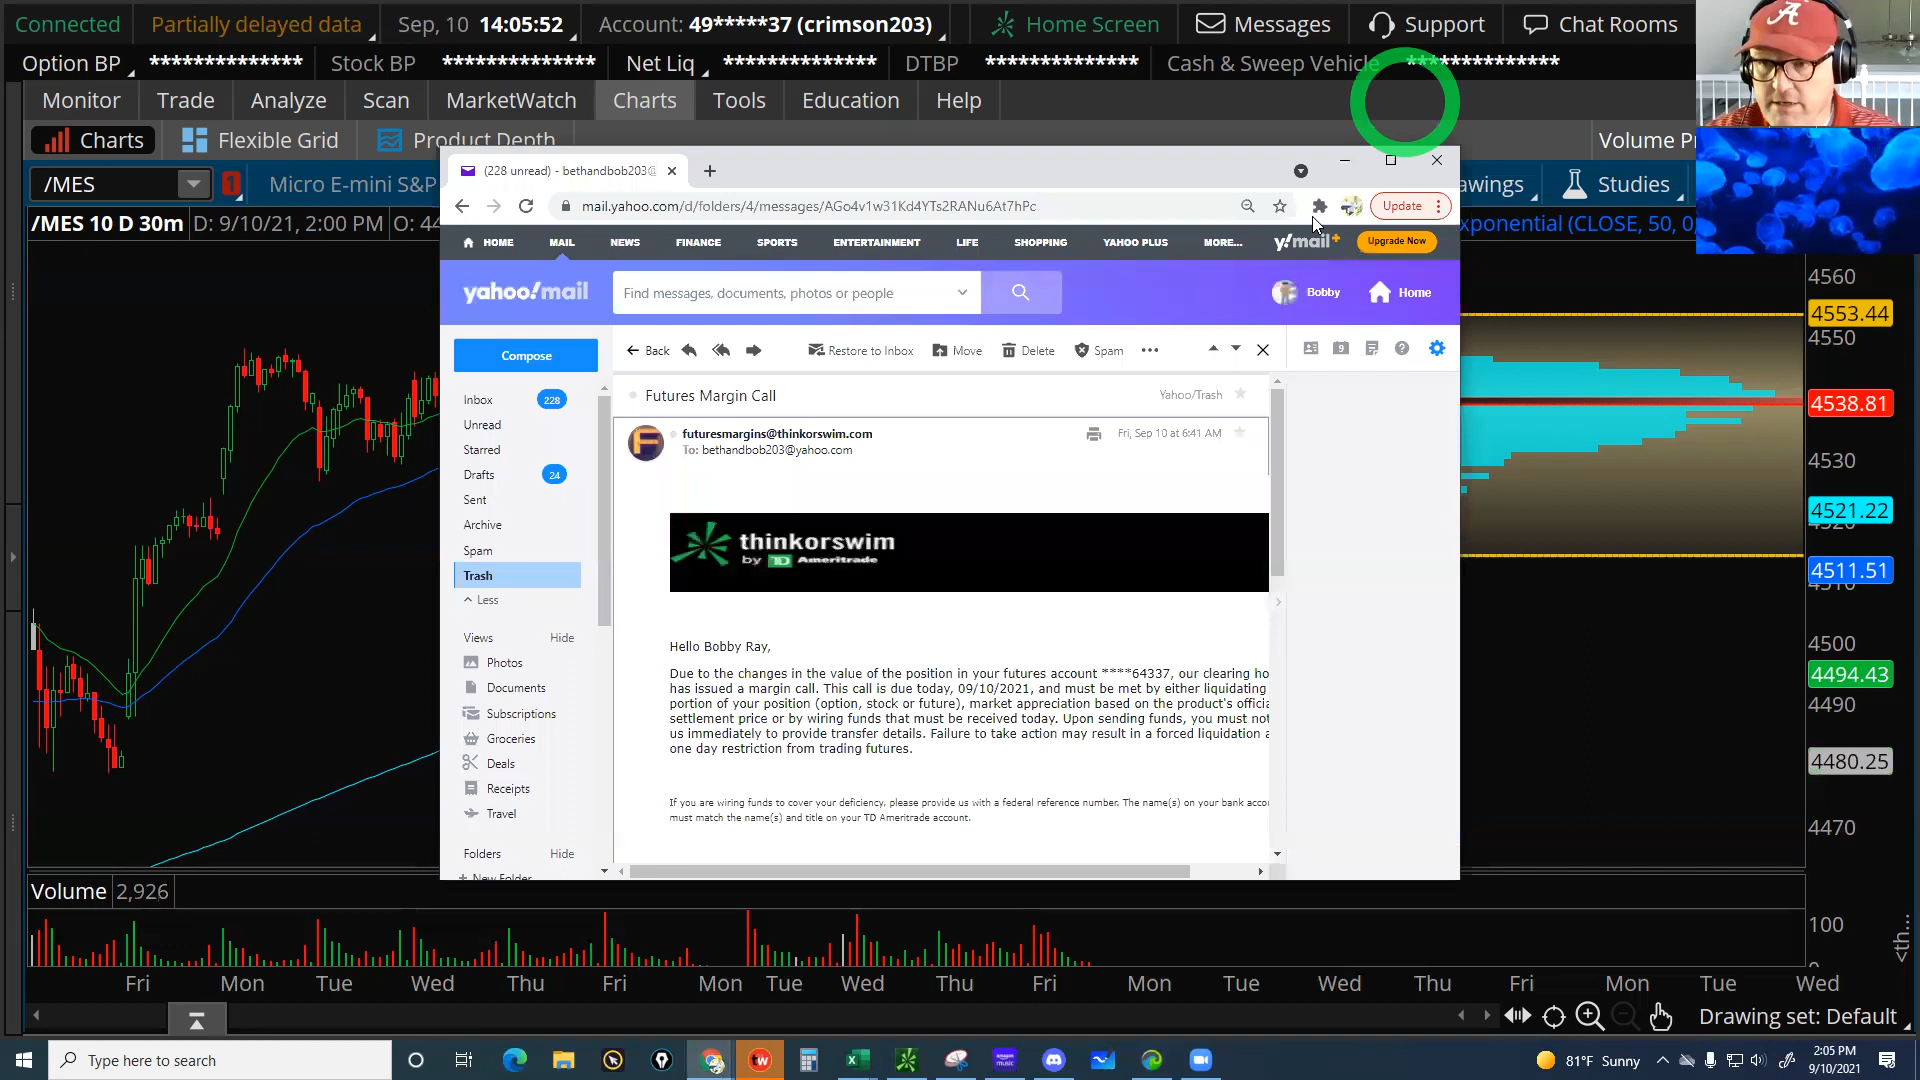 Connected Partially delayed data Sep, 10 14:05:52 Account: 49*****37 (crimson203) Home Screen Messages Support Chat Rooms
Option BP ************** Stock BP ************** Net Liq ************** DTBP ************** Cash & Sweep Vehicle **************
Monitor Trade Analyze Scan MarketWatch Charts Tools Education Help
Charts Flexible Grid Product Depth Volume P
/MES 1 Micro E-mini S&P awings Studies
/MES 10 D 30m D: 9/10/21, 2:00 PM O: 44 xponential (CLOSE, 50, 0,
(228 unread) - bethandbob203@
mail.yahoo.com/d/folders/4/messages/AGo4v1w31Kd4YTs2RANu6At7hPc Update
HOME MAIL NEWS FINANCE SPORTS ENTERTAINMENT LIFE SHOPPING YAHOO PLUS MORE... y!mail+ Upgrade Now
yahoo!mail Find messages, documents, photos or people Bobby Home
Compose Back Restore to Inbox Move Delete Spam 9
Inbox 228
Unread
Starred
Drafts 24
Sent
Archive
Spam
Trash
Less
Views Hide
Photos
Documents
Subscriptions
Groceries
Deals
Receipts
Travel
Folders Hide
New Folder
Futures Margin Call Yahoo/Trash
F futuresmargins@thinkorswim.com Fri, Sep 10 at 6:41 AM
To: bethandbob203@yahoo.com
thinkorswim
by TD Ameritrade
Hello Bobby Ray,
Due to the changes in the value of the position in your futures account ****64337, our clearing ho
has issued a margin call. This call is due today, 09/10/2021, and must be met by either liquidating
portion of your position (option, stock or future), market appreciation based on the product's officia
settlement price or by wiring funds that must be received today. Upon sending funds, you must not
us immediately to provide transfer details. Failure to take action may result in a forced liquidation a
one day restriction from trading futures.
If you are wiring funds to cover your deficiency, please provide us with a federal reference number. The name(s) on your bank accou
must match the name(s) and title on your TD Ameritrade account.
4560
4553.44
4550
4538.81
4530
4521.22
4511.51
4500
4494.43
4490
4480.25
4470
Volume 2,926
100
0
<th...
Fri Mon Tue Wed Thu Fri Mon Tue Wed Thu Fri Mon Tue Wed Thu Fri Mon Tue Wed
Drawing set: Default
Type here to search tw 81°F Sunny 2:05 PM
9/10/2021